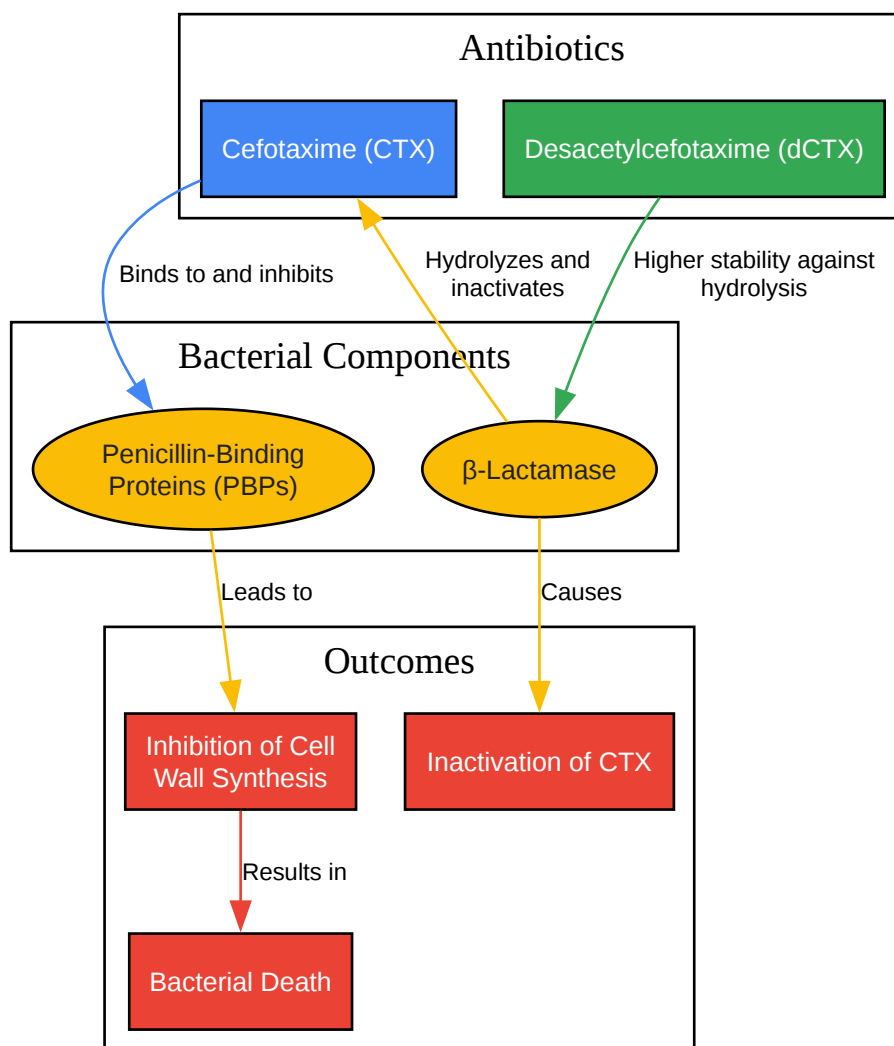 Antibiotics
Cefotaxime (CTX)
Desacetylcefotaxime (dCTX)
Binds to and inhibits
Hydrolyzes and
inactivates
Higher stability against
hydrolysis
Bacterial Components
Penicillin-Binding
Proteins (PBPs)
β-Lactamase
Leads to
Causes
Outcomes
Inhibition of Cell
Wall Synthesis
Inactivation of CTX
Results in
Bacterial Death